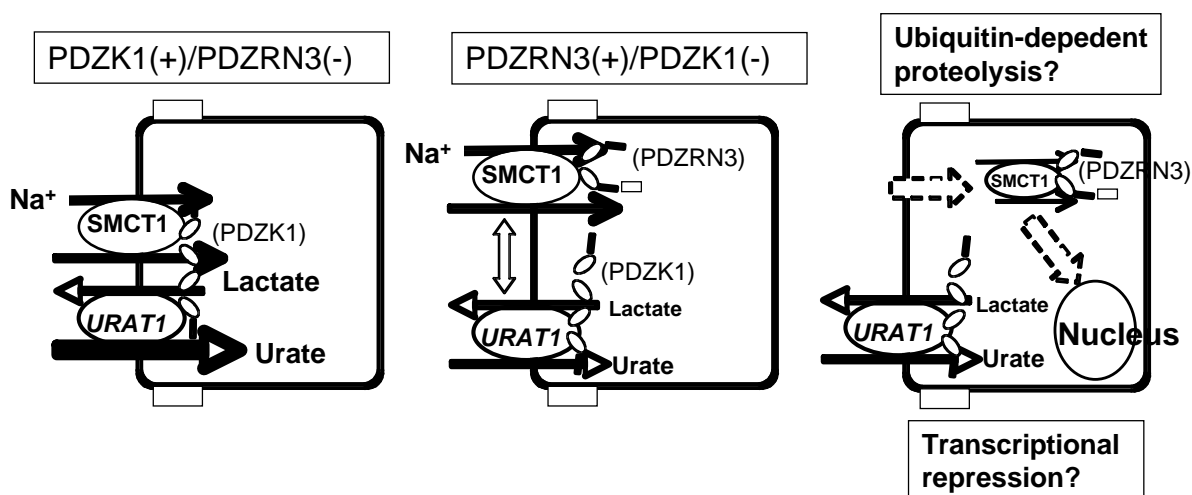 PDZK1(+)/PDZRN3(-)
Na⁺
SMCT1
(PDZK1)
Lactate
URAT1
Urate
PDZRN3(+)/PDZK1(-)
Na⁺
SMCT1
(PDZRN3)
(PDZK1)
Lactate
URAT1
Urate
Ubiquitin-depedent
proteolysis?
SMCT1
(PDZRN3)
Lactate
URAT1
Urate
Nucleus
Transcriptional
repression?